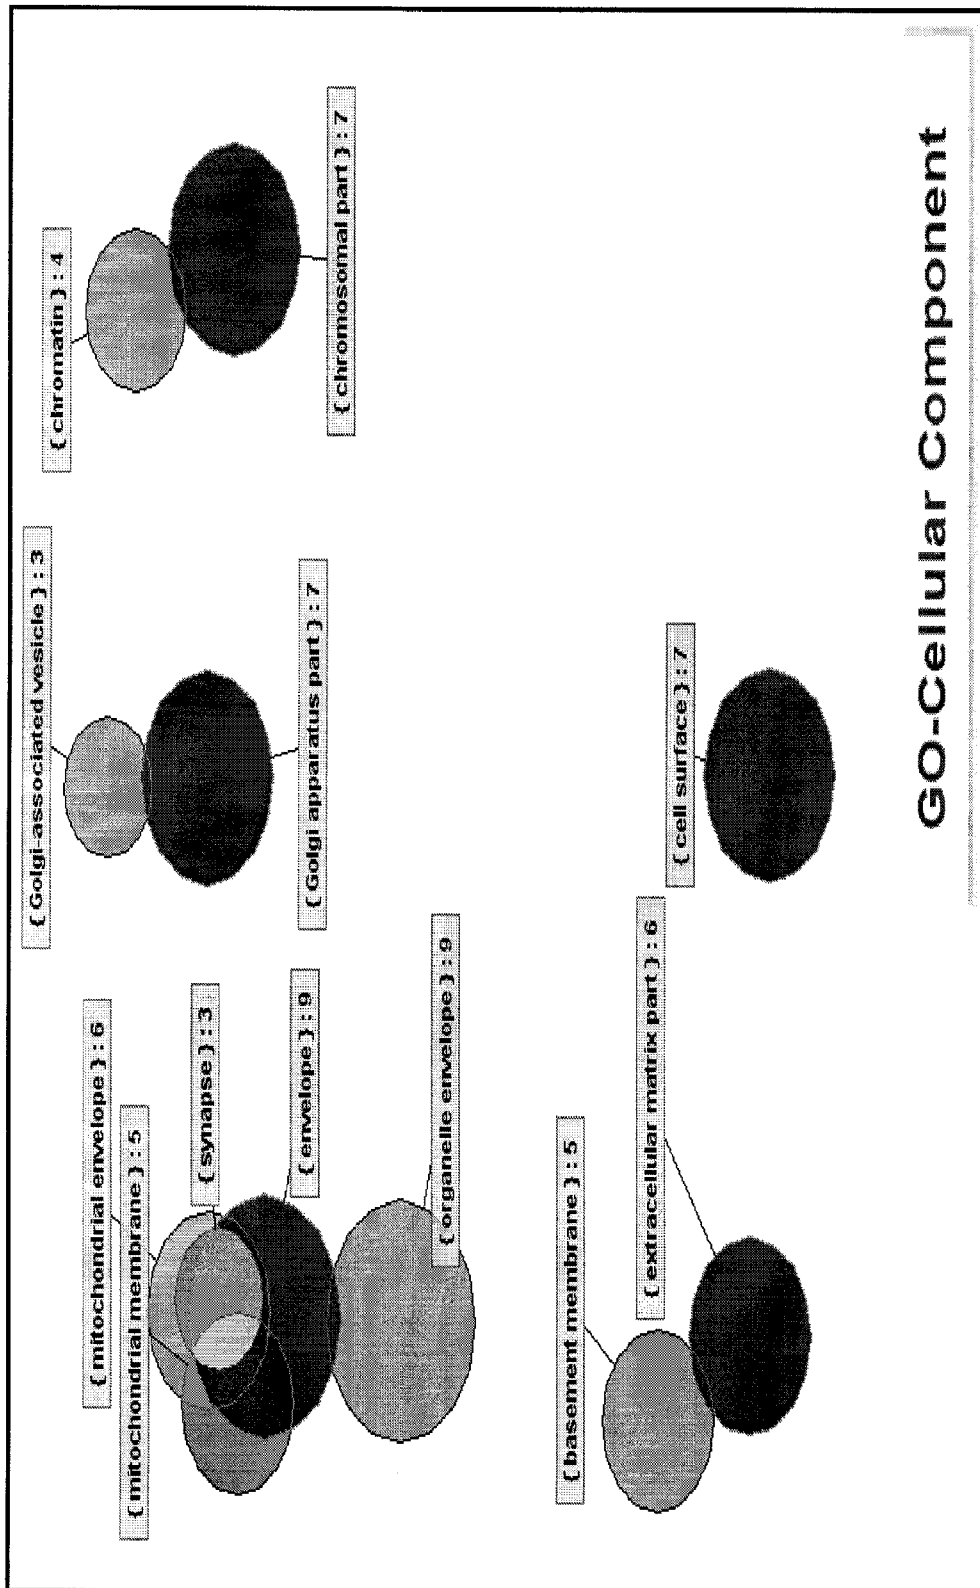 { mitochondrial envelope } : 6
{ mitochondrial membrane } : 5
{ synapse } : 3
{ envelope } : 9
{ organelle envelope } : 9
{ Golgi-associated vesicle } : 3
{ Golgi apparatus part } : 7
{ chromatin } : 4
{ chromosomal part } : 7
{ basement membrane } : 5
{ extracellular matrix part } : 6
{ cell surface } : 7
GO-Cellular Component